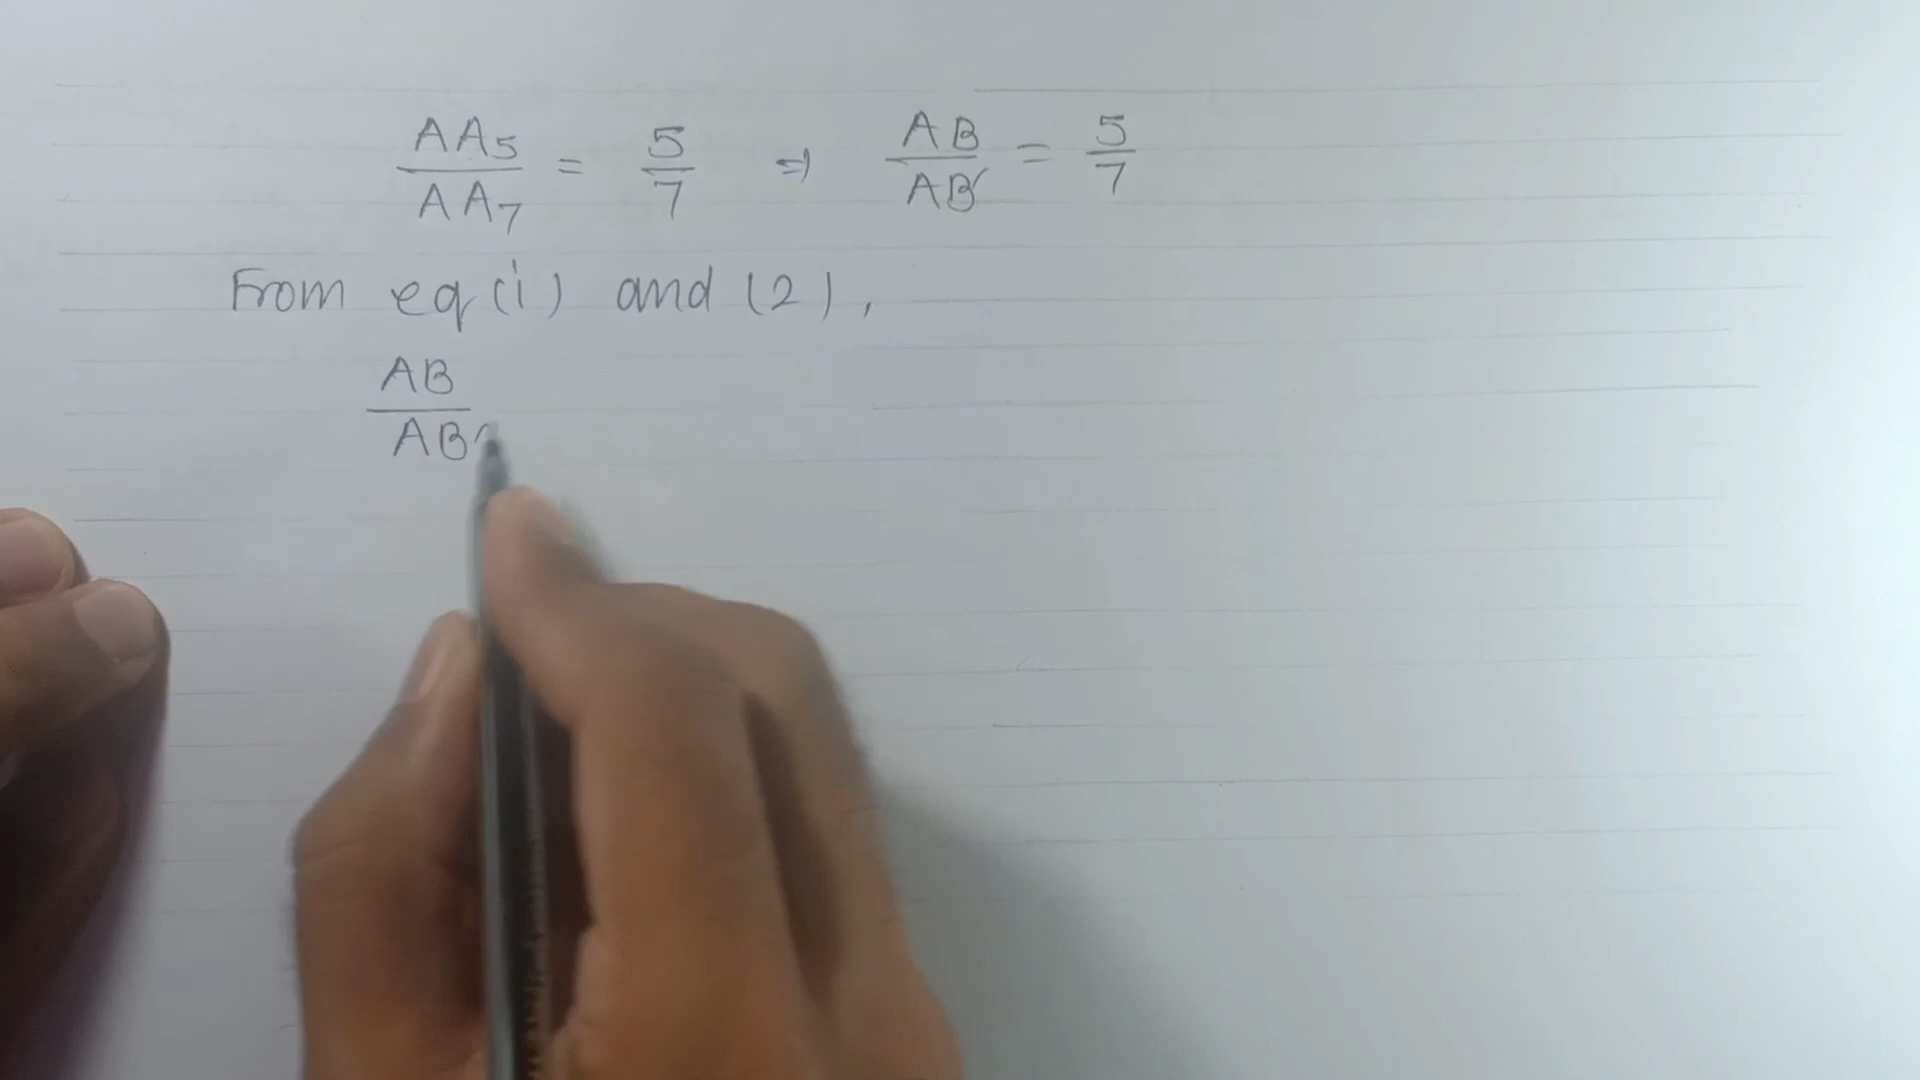 AA₅/AA₇ = 5/7 ⇒ AB/AB' = 5/7
From eq(i) and (2),
AB/AB'